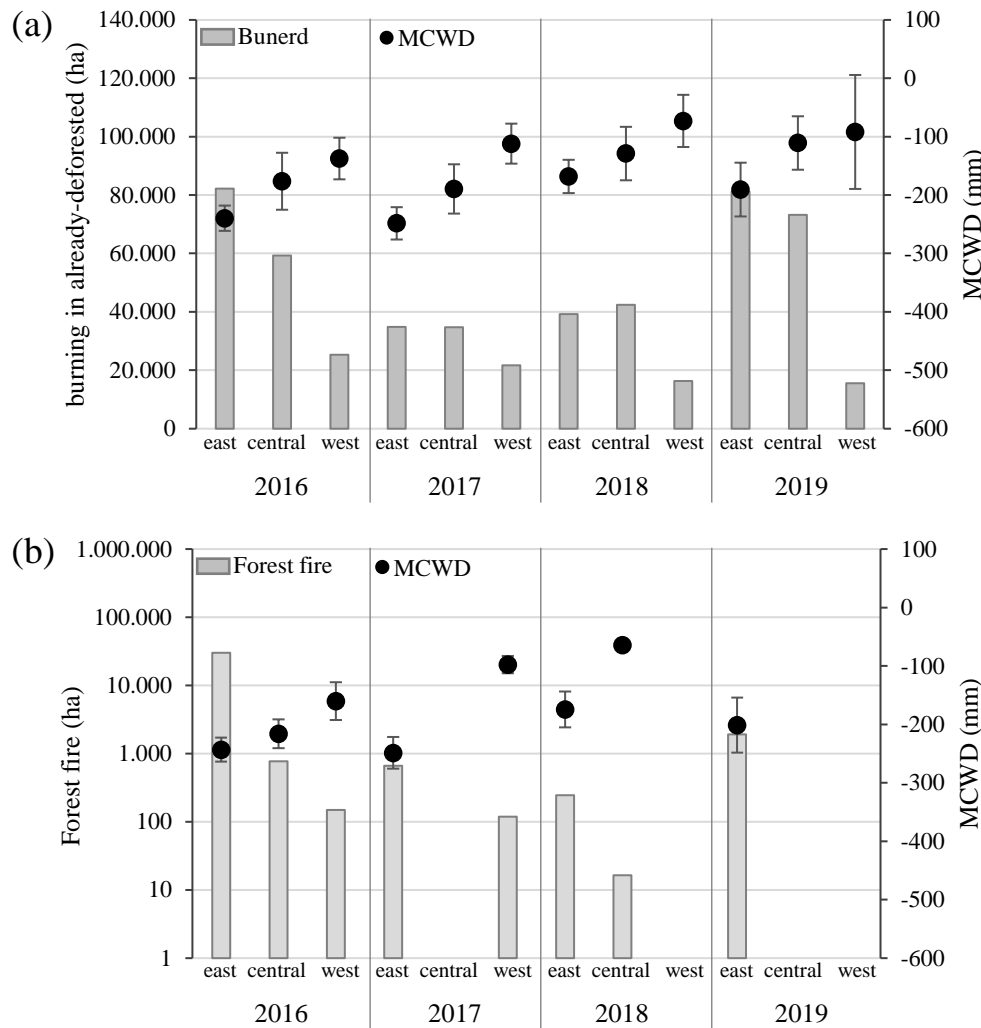 (a)
burning in already-deforested (ha)
140.000
120.000
100.000
80.000
60.000
40.000
20.000
0
Bunerd
MCWD
100
0
-100
-200
-300
-400
-500
-600
MCWD (mm)
east central west east central west east central west east central west
2016 2017 2018 2019
(b)
Forest fire (ha)
1.000.000
100.000
10.000
1.000
100
10
1
Forest fire
MCWD
100
0
-100
-200
-300
-400
-500
-600
MCWD (mm)
east central west east central west east central west east central west
2016 2017 2018 2019